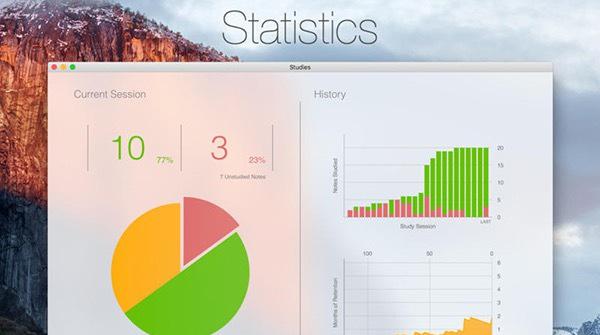 Statistics
Studies
Current Session
10 77%
3 23%
7 Unstudied Notes
History
Notes Studied
20
15
10
5
0
LAST
Study Session
100 50 0
Months of Retention
6
5
4
3
2
1